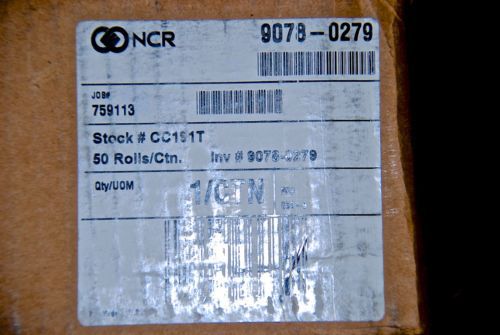 NCR
9078-0279
JOB#
759113
Stock # CC191T
50 Rolls/Ctn. Inv # 9078-0279
Qty/UOM
1/CTN